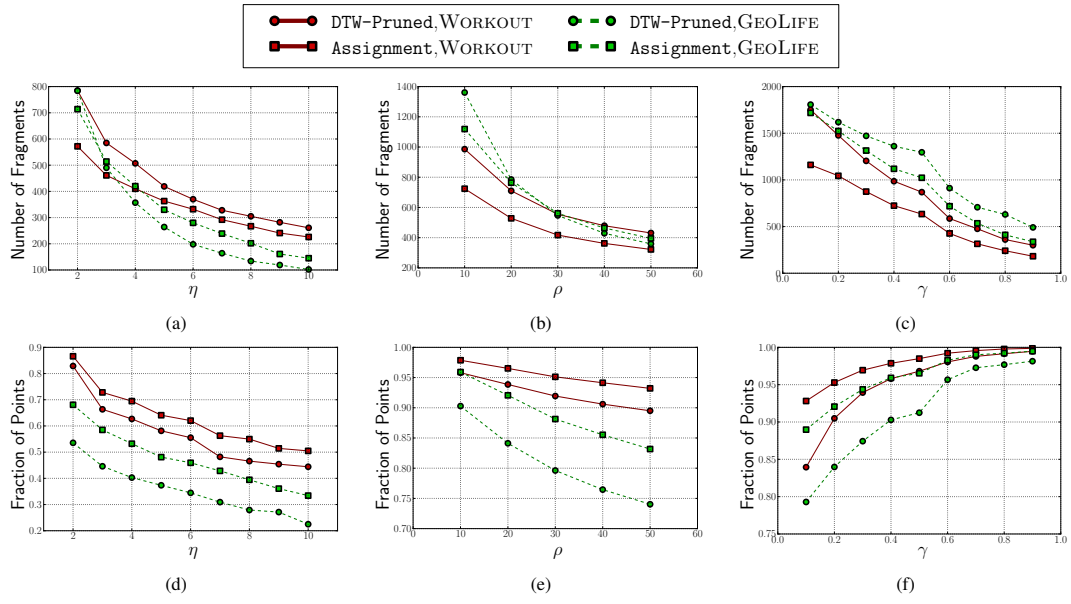 DTW-Pruned,WORKOUT
DTW-Pruned,GEOLIFE
Assignment,WORKOUT
Assignment,GEOLIFE
Number of Fragments
800
700
600
500
400
300
200
100
2 4 6 8 10
η
(a)
Number of Fragments
1400
1200
1000
800
600
400
200
0 10 20 30 40 50 60
ρ
(b)
Number of Fragments
2000
1500
1000
500
0
0.0 0.2 0.4 0.6 0.8 1.0
γ
(c)
Fraction of Points
0.9
0.8
0.7
0.6
0.5
0.4
0.3
0.2
2 4 6 8 10
η
(d)
Fraction of Points
1.00
0.95
0.90
0.85
0.80
0.75
0.70
0 10 20 30 40 50 60
ρ
(e)
Fraction of Points
1.00
0.95
0.90
0.85
0.80
0.75
0.0 0.2 0.4 0.6 0.8 1.0
γ
(f)